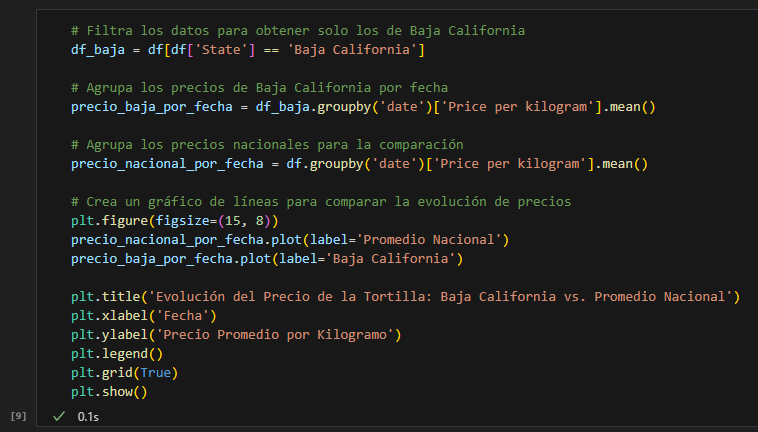 # Filtra los datos para obtener solo los de Baja California
df_baja = df[df['State'] == 'Baja California']
# Agrupa los precios de Baja California por fecha
precio_baja_por_fecha = df_baja.groupby('date')['Price per kilogram'].mean()
# Agrupa los precios nacionales para la comparación
precio_nacional_por_fecha = df.groupby('date')['Price per kilogram'].mean()
# Crea un gráfico de líneas para comparar la evolución de precios
plt.figure(figsize=(15, 8))
precio_nacional_por_fecha.plot(label='Promedio Nacional')
precio_baja_por_fecha.plot(label='Baja California')
plt.title('Evolución del Precio de la Tortilla: Baja California vs. Promedio Nacional')
plt.xlabel('Fecha')
plt.ylabel('Precio Promedio por Kilogramo')
plt.legend()
plt.grid(True)
plt.show()
[9] ✓ 0.1s